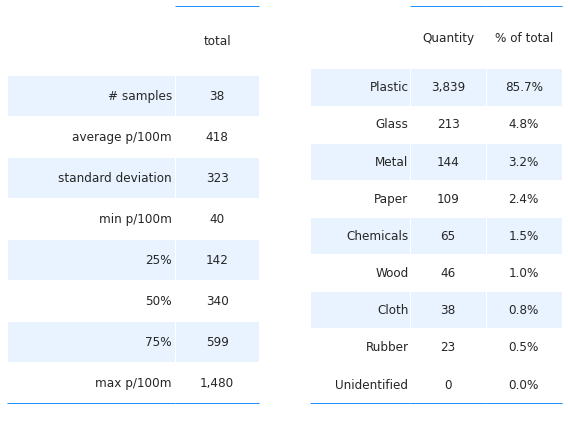 total
# samples 38
average p/100m 418
standard deviation 323
min p/100m 40
25% 142
50% 340
75% 599
max p/100m 1,480
Quantity % of total
Plastic 3,839 85.7%
Glass 213 4.8%
Metal 144 3.2%
Paper 109 2.4%
Chemicals 65 1.5%
Wood 46 1.0%
Cloth 38 0.8%
Rubber 23 0.5%
Unidentified 0 0.0%